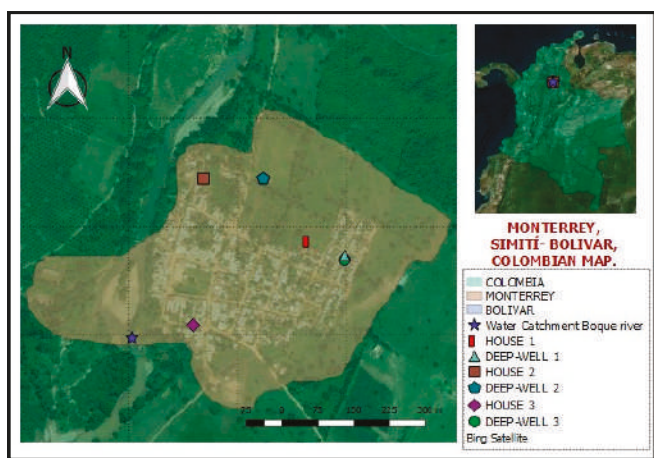 N
MONTERREY,
SIMITÍ- BOLIVAR,
COLOMBIAN MAP.
COLOMBIA
MONTERREY
BOLIVAR
Water Catchment Boque river
HOUSE 1
DEEP-WELL 1
HOUSE 2
DEEP-WELL 2
HOUSE 3
DEEP-WELL 3
Bing Satellite
0